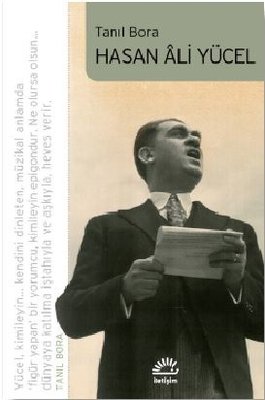 Tanıl Bora
HASAN ÂLİ YÜCEL
Yücel, kimileyin... kendini dinleten, müzikal anlamda
'figür yapan' bir yorumcu, kimileyin epigondur. Ne olursa olsun...
dünyaya katılma iştahıyla ve aşkıyla, heves verir.
TANIL BORA
iletişim